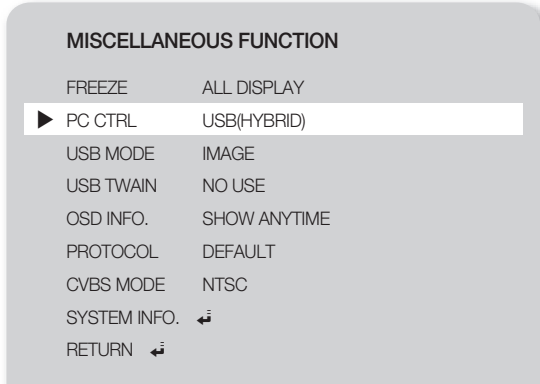 MISCELLANEOUS FUNCTION
FREEZE ALL DISPLAY
PC CTRL USB(HYBRID)
USB MODE IMAGE
USB TWAIN NO USE
OSD INFO. SHOW ANYTIME
PROTOCOL DEFAULT
CVBS MODE NTSC
SYSTEM INFO.
RETURN